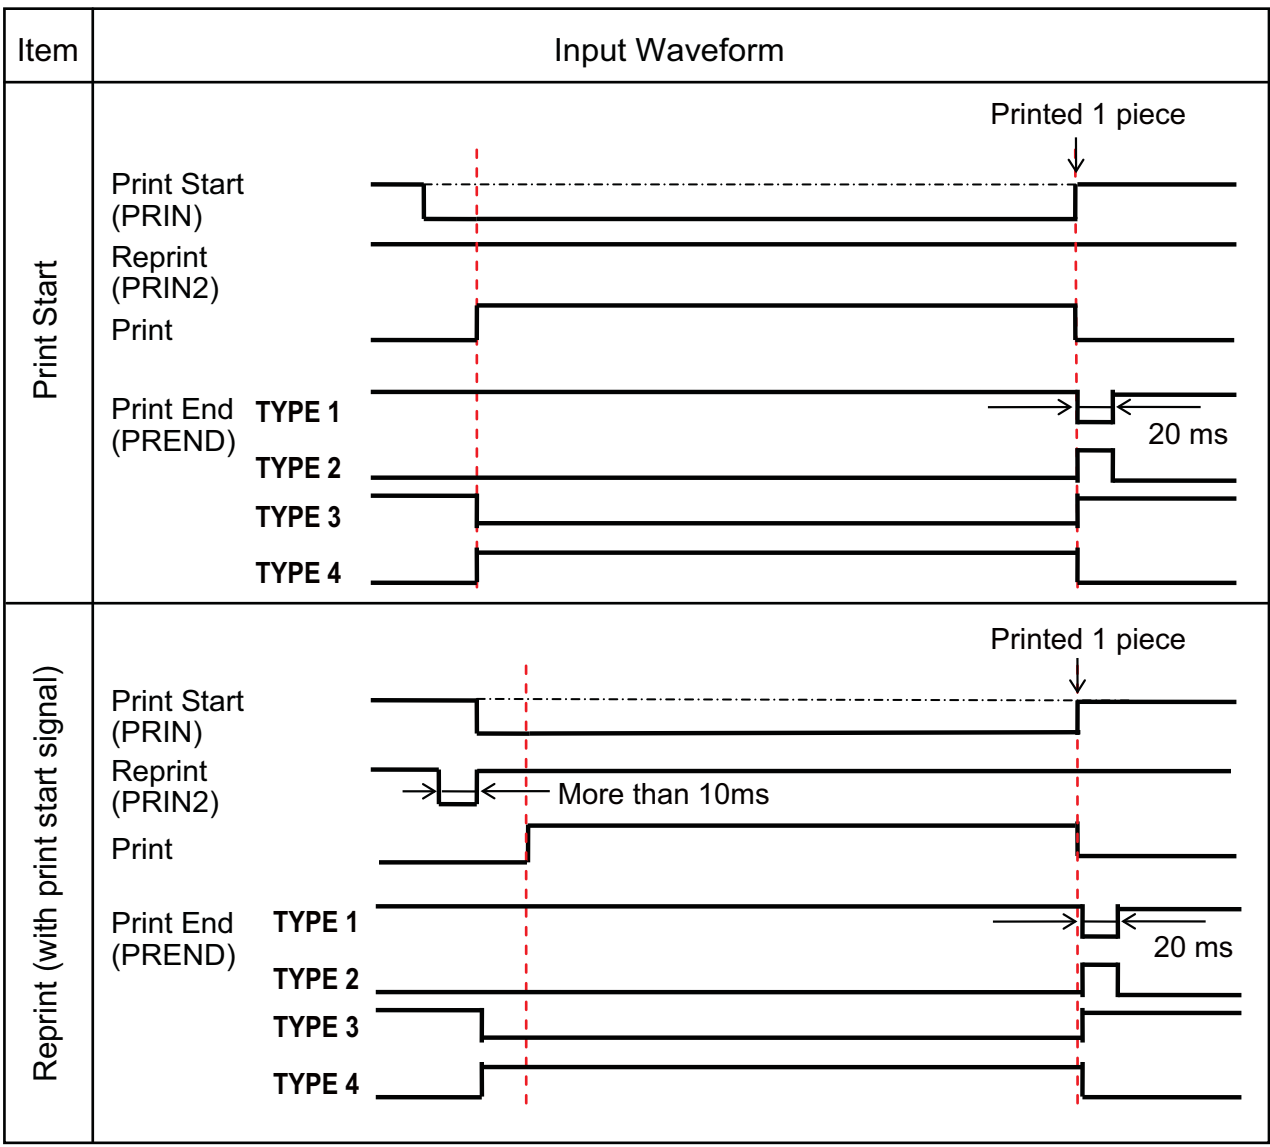 Item
Input Waveform
Print Start
Printed 1 piece
Print Start
(PRIN)
Reprint
(PRIN2)
Print
Print End
(PREND)
TYPE 1
20 ms
TYPE 2
TYPE 3
TYPE 4
Reprint (with print start signal)
Printed 1 piece
Print Start
(PRIN)
Reprint
(PRIN2)
More than 10ms
Print
Print End
(PREND)
TYPE 1
20 ms
TYPE 2
TYPE 3
TYPE 4